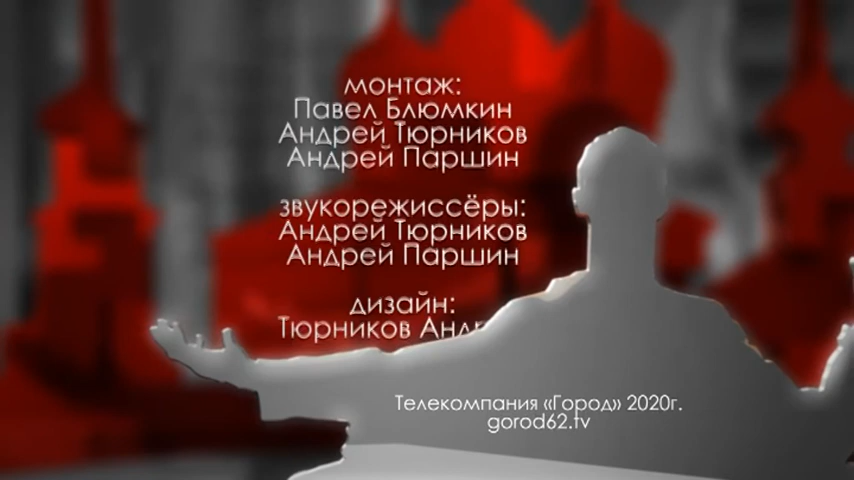 монтаж:
Павел Блюмкин
Андрей Тюрников
Андрей Паршин
звукорежиссёры:
Андрей Тюрников
Андрей Паршин
дизайн:
Тюрников
Телекомпания «Город» 2020г.
gorod62.tv